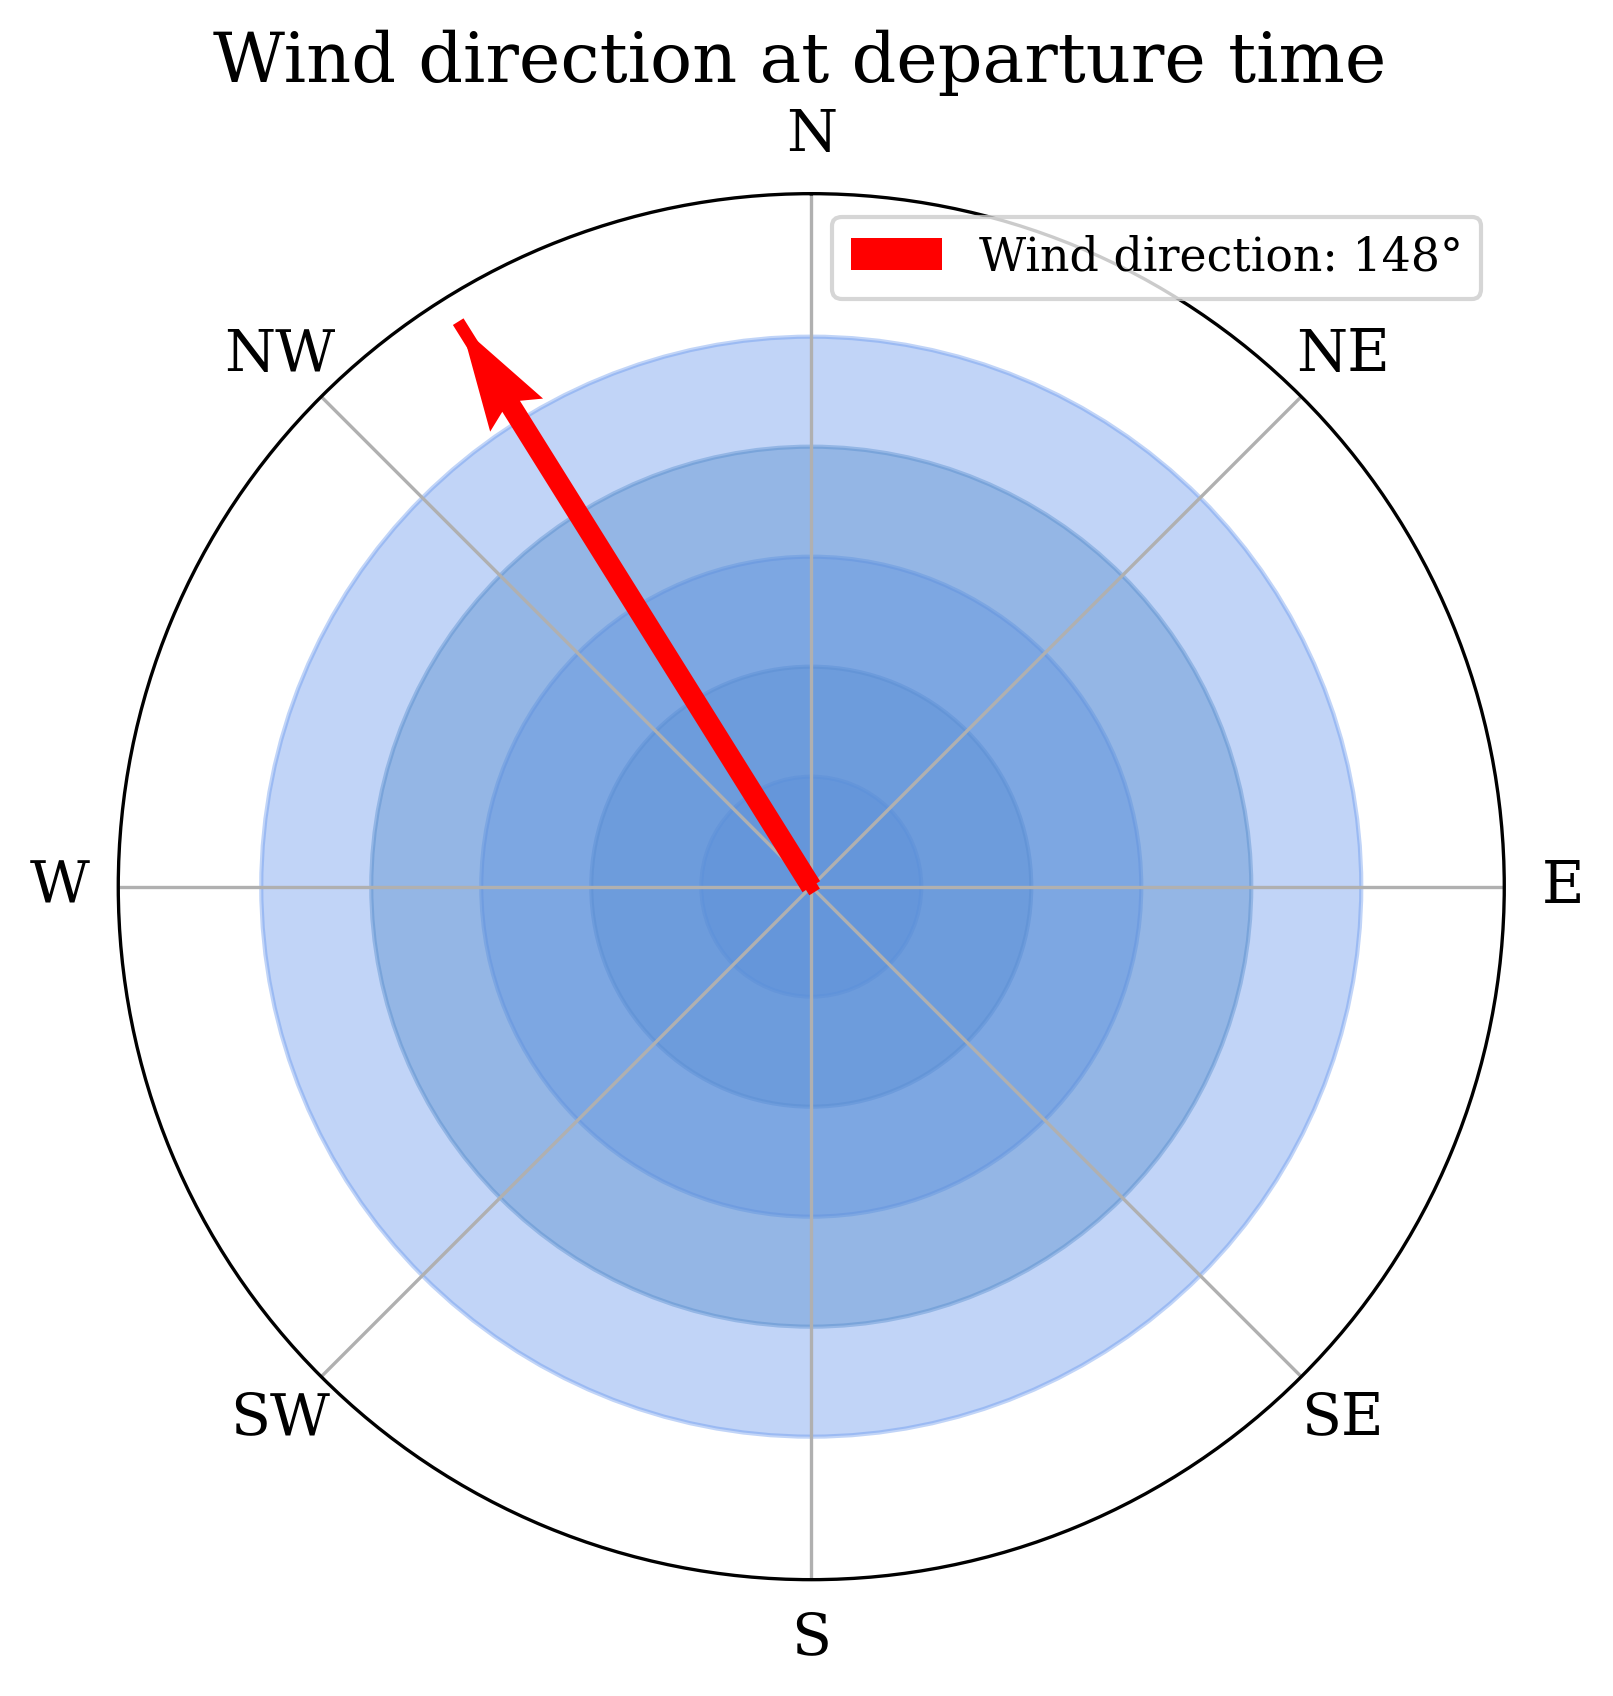 Wind direction at departure time
N
Wind direction: 148°
NW
NE
W
E
SW
SE
S